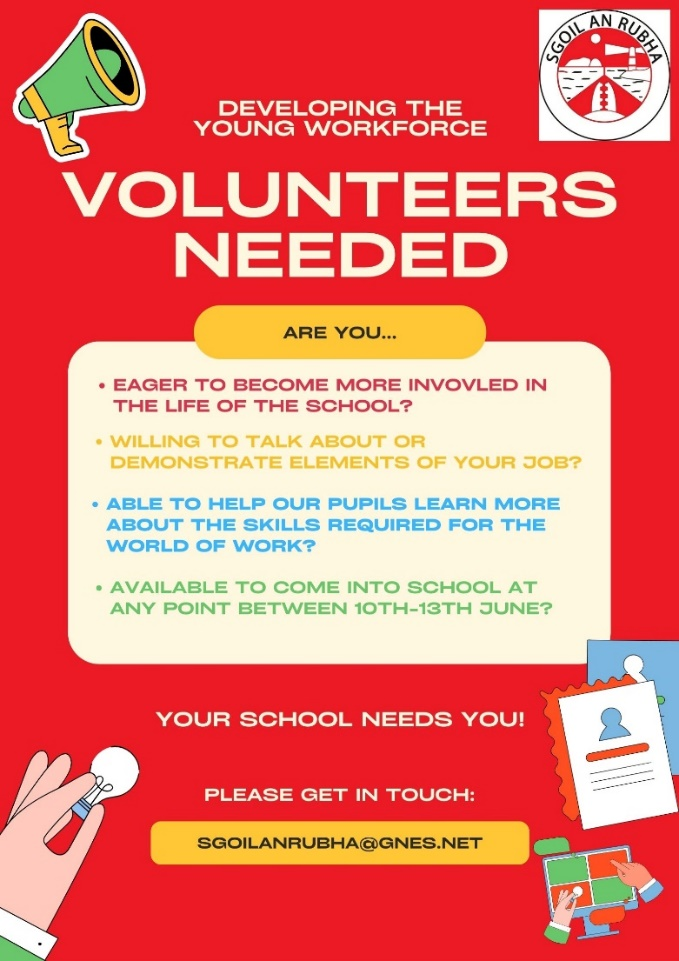 SGOIL AN RUBHA
DEVELOPING THE
YOUNG WORKFORCE
VOLUNTEERS
NEEDED
ARE YOU...
• EAGER TO BECOME MORE INVOVLED IN
THE LIFE OF THE SCHOOL?
• WILLING TO TALK ABOUT OR
DEMONSTRATE ELEMENTS OF YOUR JOB?
• ABLE TO HELP OUR PUPILS LEARN MORE
ABOUT THE SKILLS REQUIRED FOR THE
WORLD OF WORK?
• AVAILABLE TO COME INTO SCHOOL AT
ANY POINT BETWEEN 10TH-13TH JUNE?
YOUR SCHOOL NEEDS YOU!
PLEASE GET IN TOUCH:
SGOILANRUBHA@GNES.NET